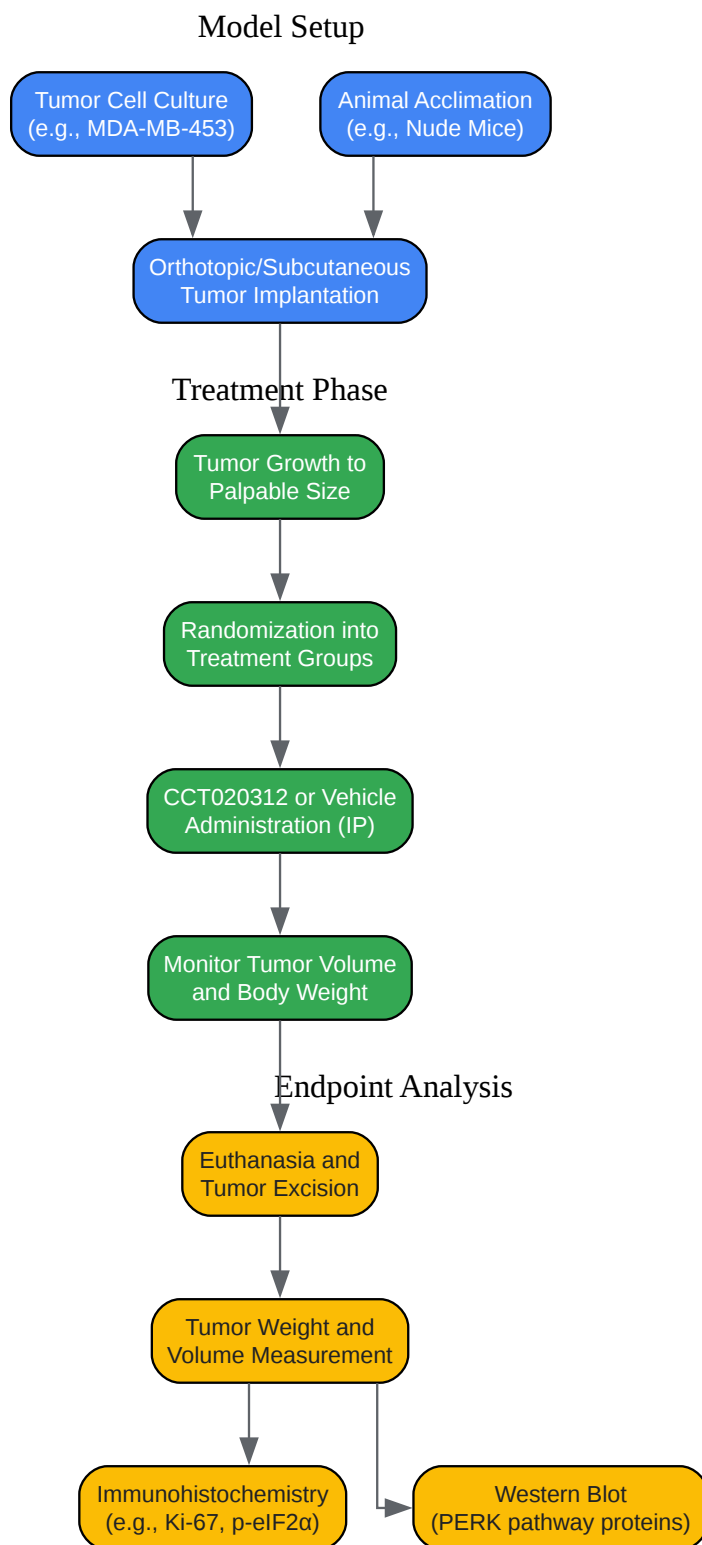 Model Setup
Tumor Cell Culture
(e.g., MDA-MB-453)
Animal Acclimation
(e.g., Nude Mice)
Orthotopic/Subcutaneous
Tumor Implantation
Treatment Phase
Tumor Growth to
Palpable Size
Randomization into
Treatment Groups
CCT020312 or Vehicle
Administration (IP)
Monitor Tumor Volume
and Body Weight
Endpoint Analysis
Euthanasia and
Tumor Excision
Tumor Weight and
Volume Measurement
Immunohistochemistry
(e.g., Ki-67, p-eIF2α)
Western Blot
(PERK pathway proteins)